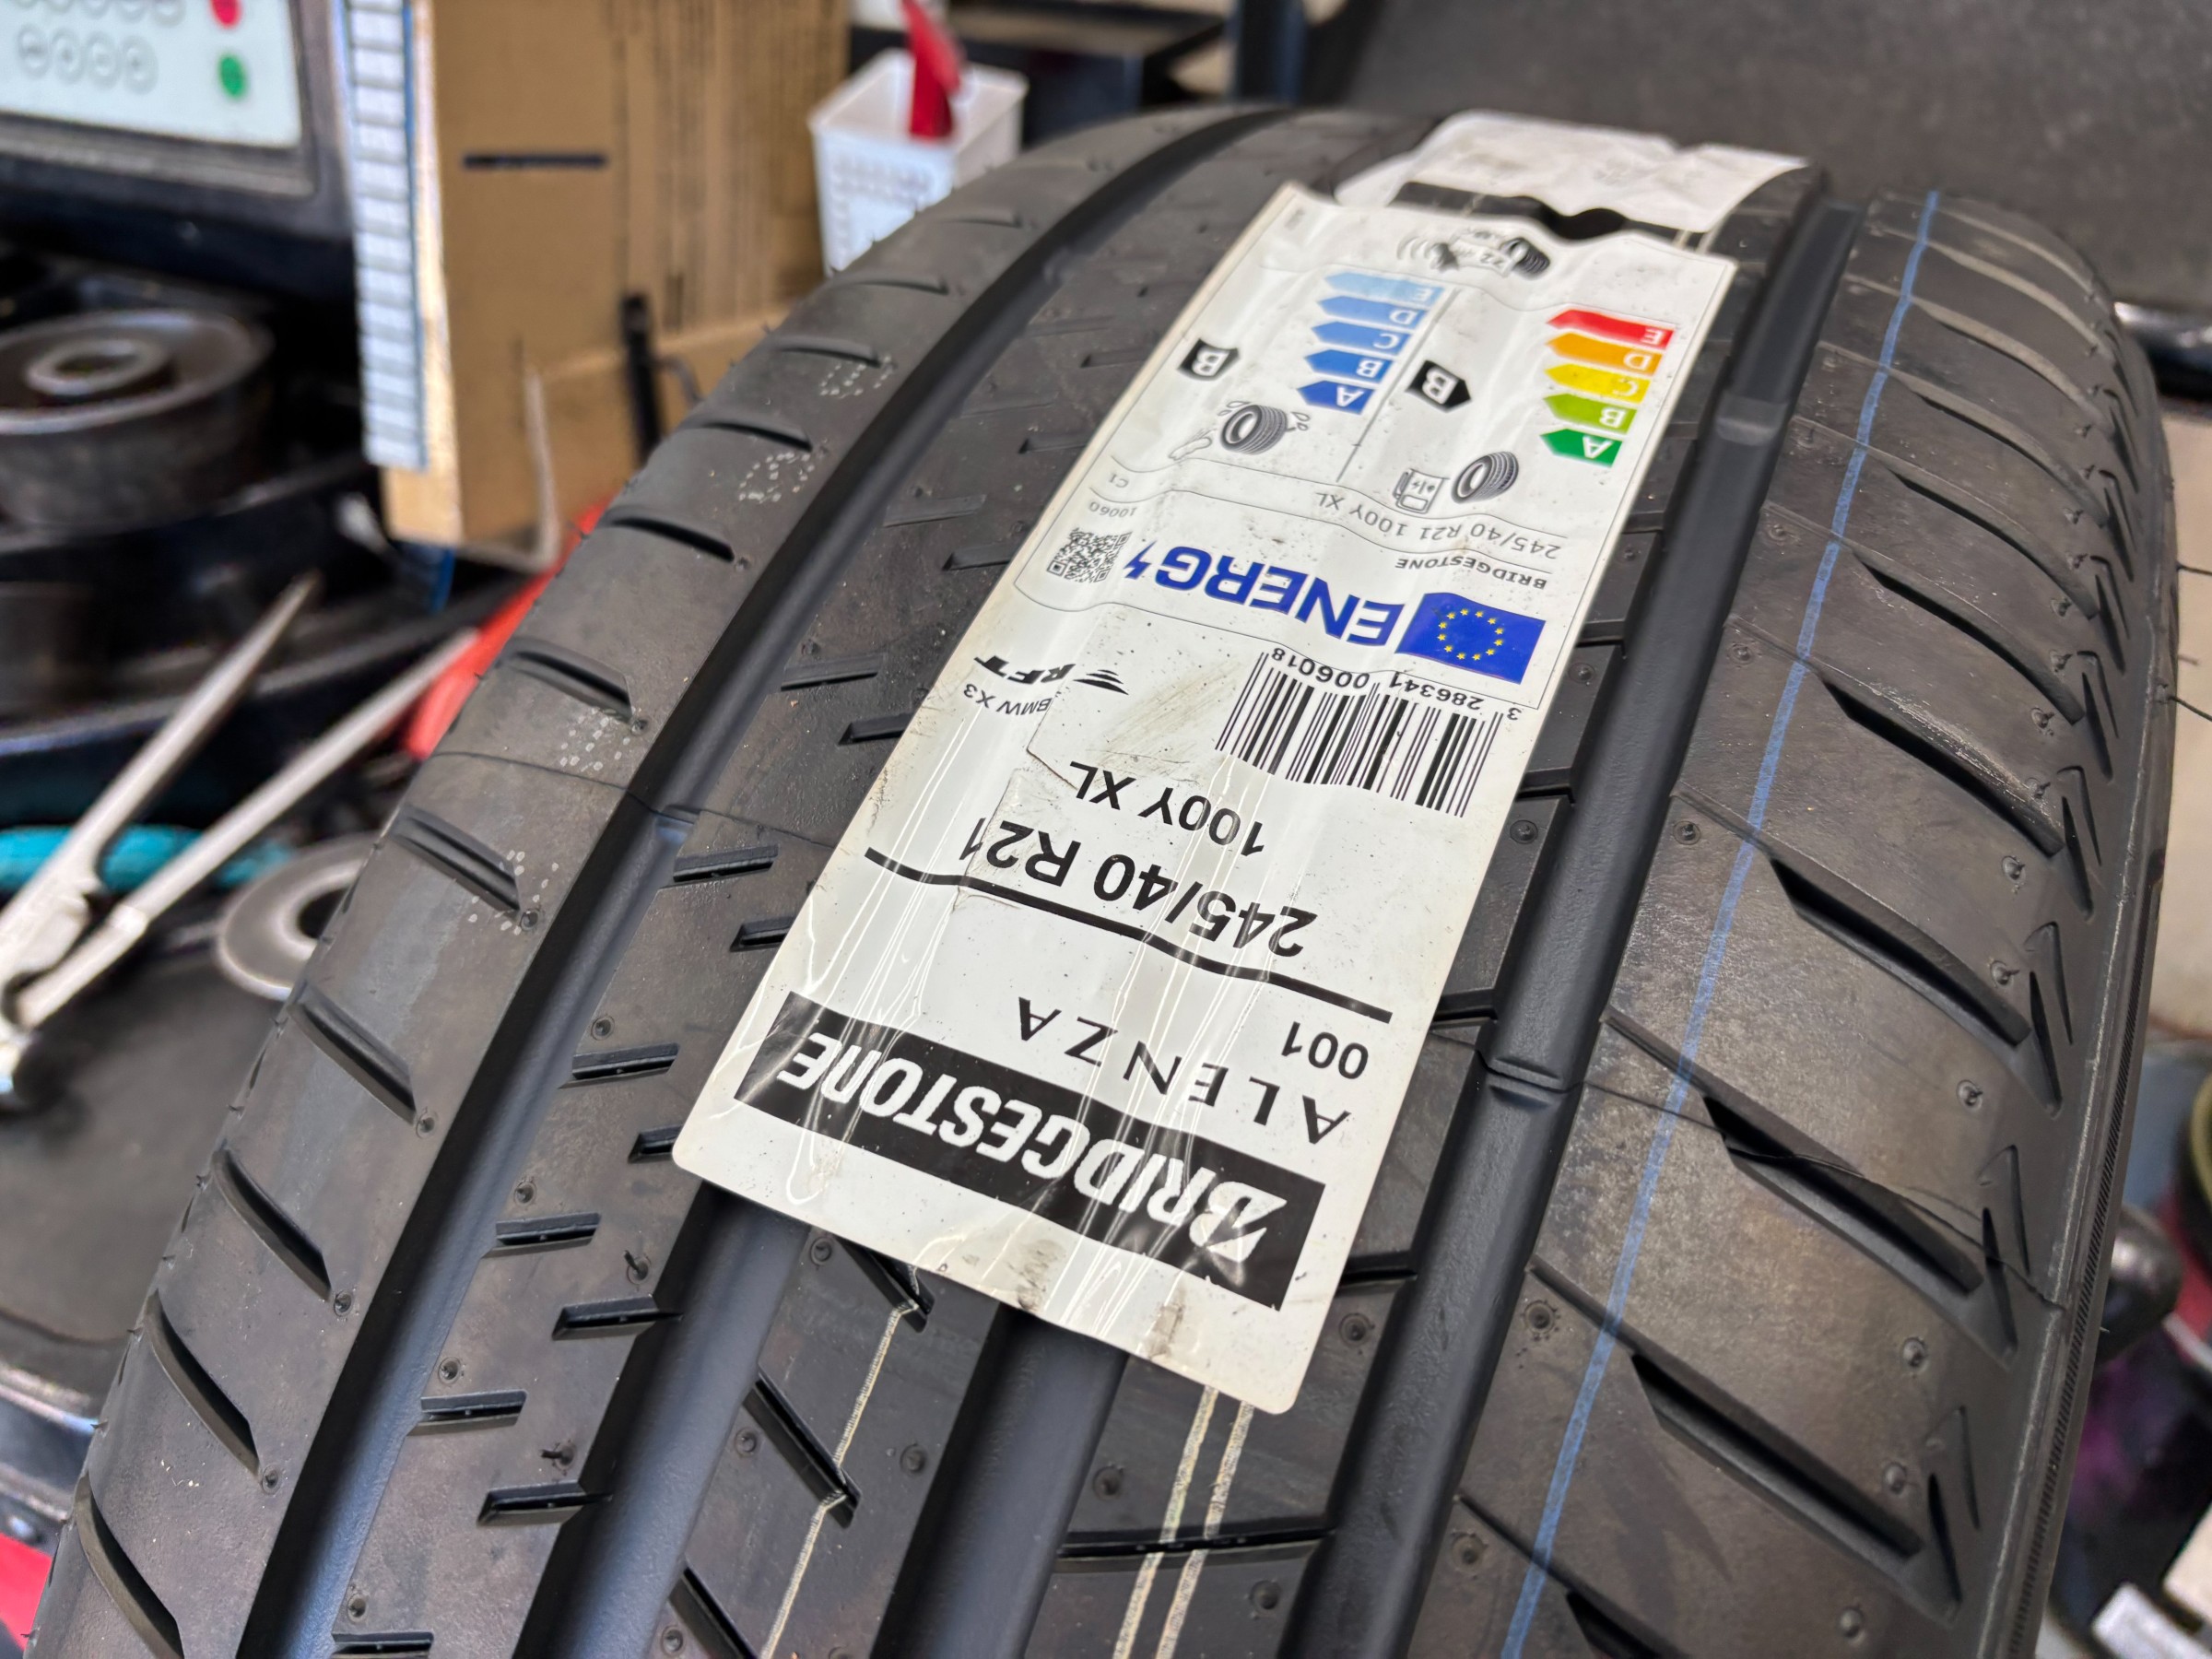 BRIDGESTONE
ALENZA
001
245/40 R21
100Y XL
3 286341 006018
BMW X3
RFT
ENERG
BRIDGESTONE
10060
245/40 R21 100Y XL
C1
A
B
C
D
E
B
A
B
C
D
E
B